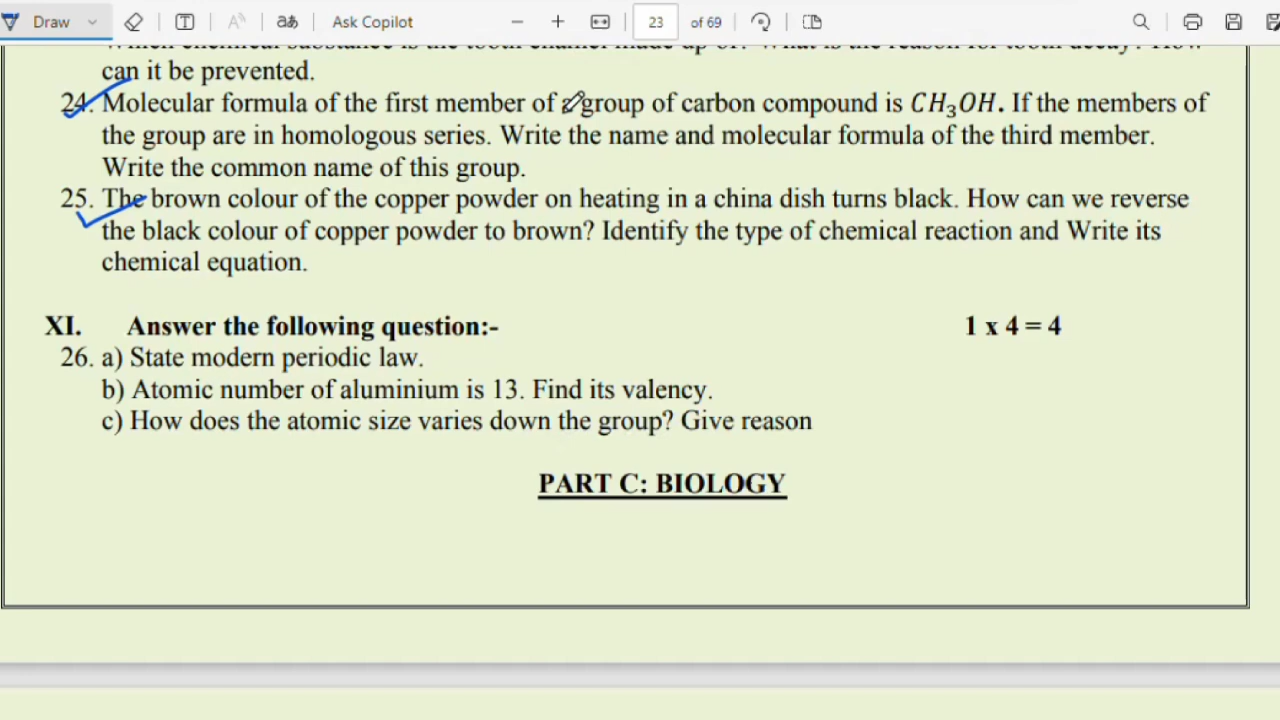 Draw Ask Copilot 23 of 69
can it be prevented.
24. Molecular formula of the first member of group of carbon compound is CH₃OH. If the members of
the group are in homologous series. Write the name and molecular formula of the third member.
Write the common name of this group.
25. The brown colour of the copper powder on heating in a china dish turns black. How can we reverse
the black colour of copper powder to brown? Identify the type of chemical reaction and Write its
chemical equation.
XI. Answer the following question:- 1 x 4 = 4
26. a) State modern periodic law.
b) Atomic number of aluminium is 13. Find its valency.
c) How does the atomic size varies down the group? Give reason
PART C: BIOLOGY